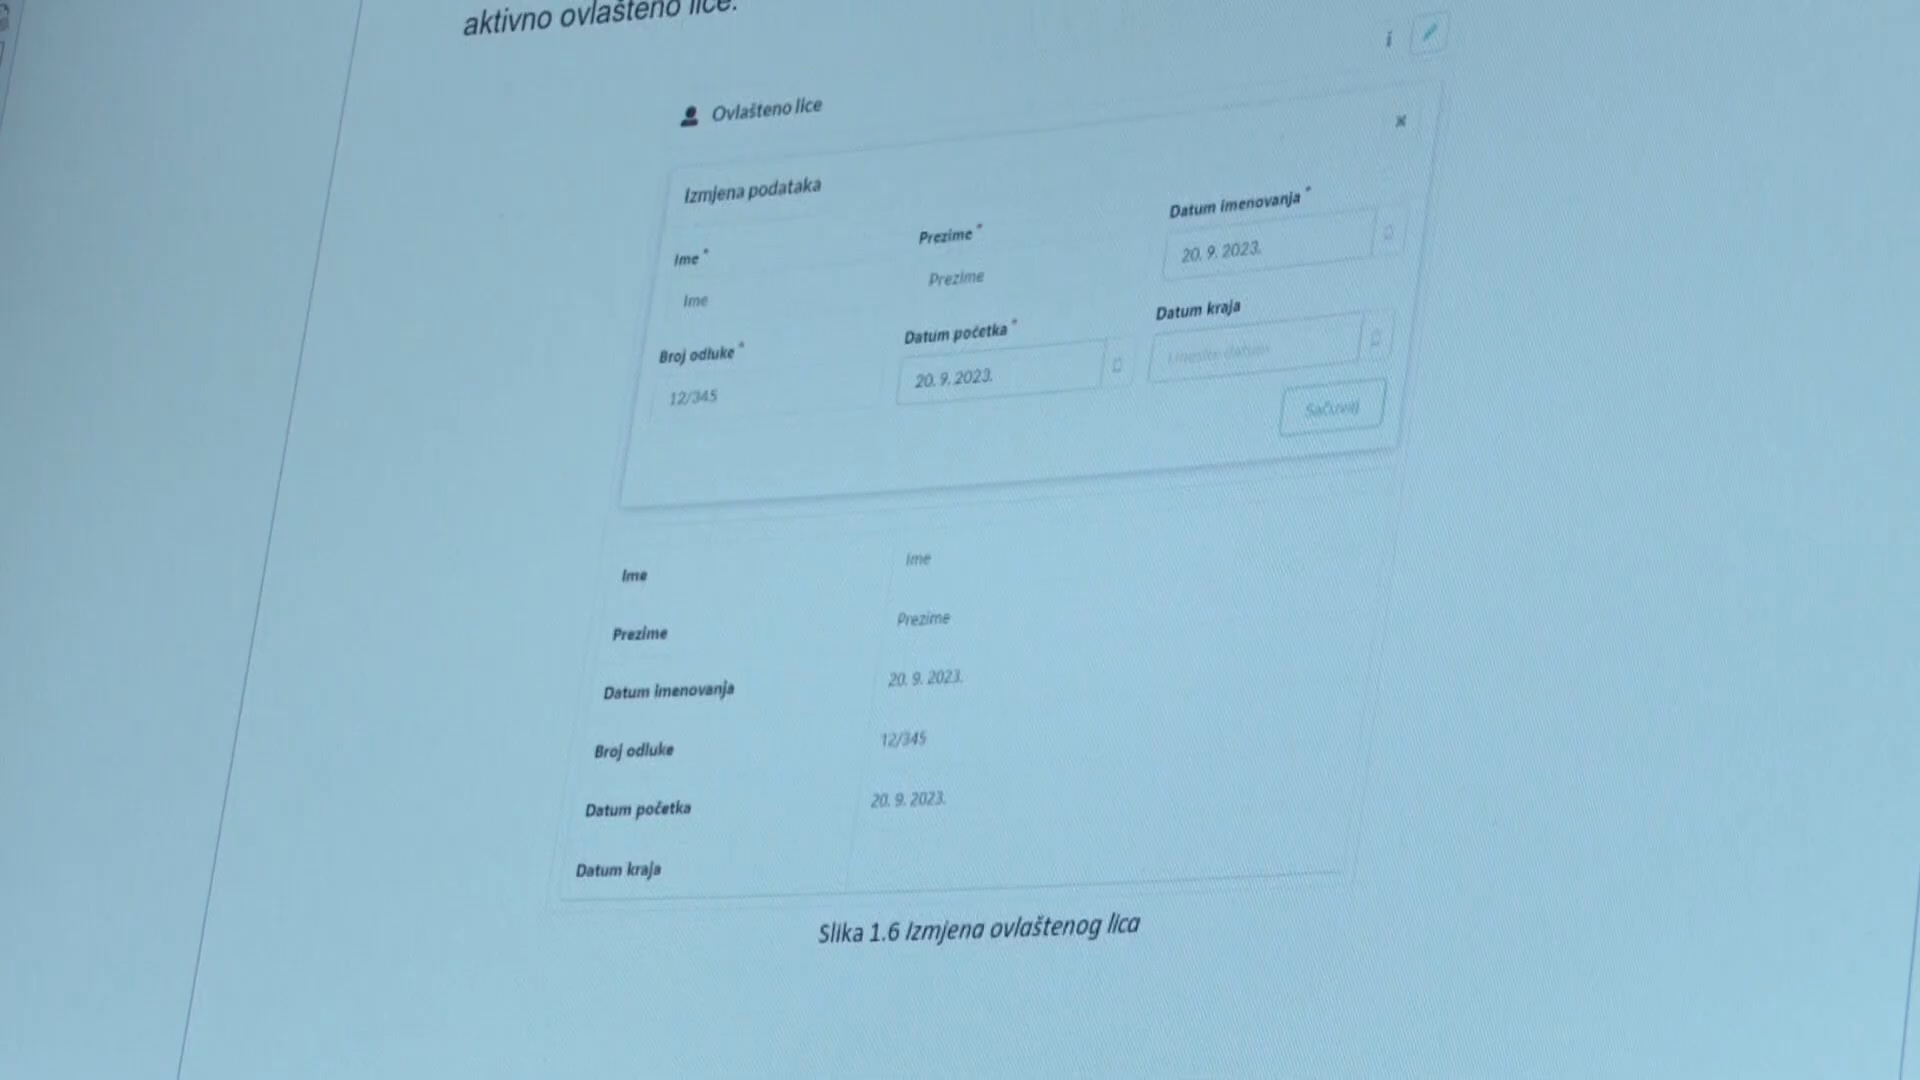 aktivno ovlašteno lice.
i
Ovlašteno lice
Izmjena podataka
Ime *
Prezime *
Datum imenovanja *
Ime
Prezime
20. 9. 2023.
Broj odluke *
Datum početka *
Datum kraja
12/345
20. 9. 2023.
Unesite datum
Sačuvaj
Ime
Ime
Prezime
Prezime
Datum imenovanja
20. 9. 2023.
Broj odluke
12/345
Datum početka
20. 9. 2023.
Datum kraja
Slika 1.6 Izmjena ovlaštenog lica